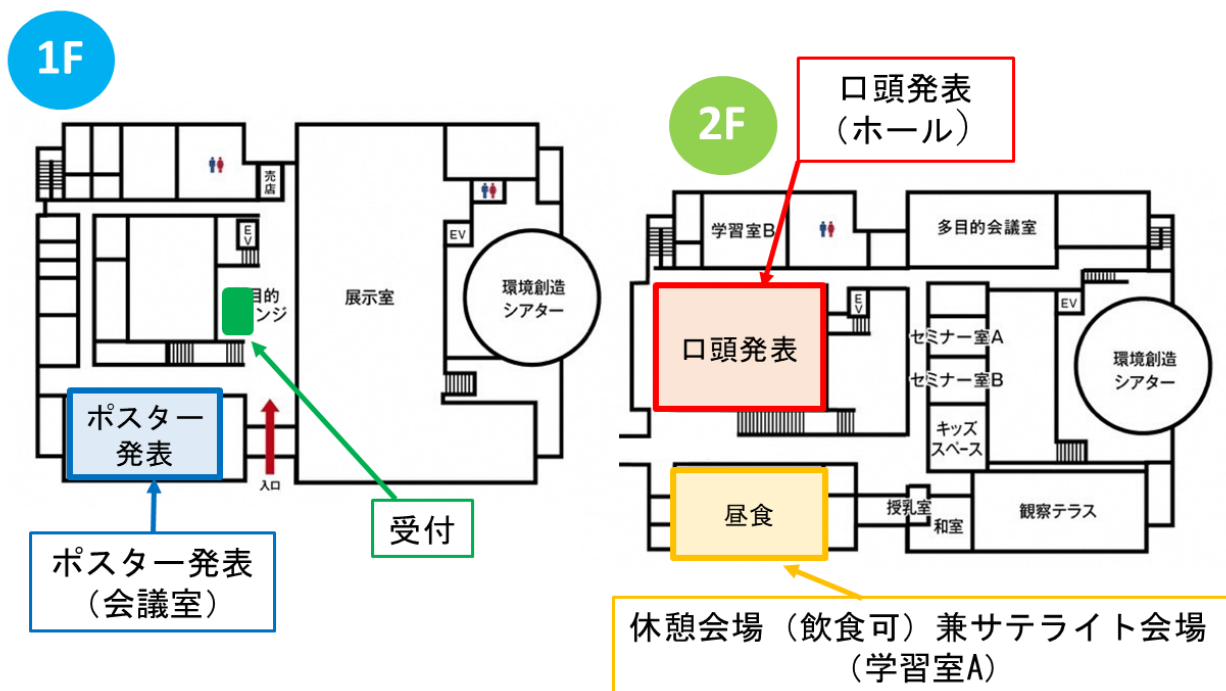 1F
売店
EV
EV
目的
ンジ
展示室
環境創造
シアター
ポスター
発表
入口
受付
ポスター発表
（会議室）
2F
口頭発表
（ホール）
学習室B
多目的会議室
EV
EV
口頭発表
セミナー室A
セミナー室B
環境創造
シアター
キッズ
スペース
昼食
授乳室
和室
観察テラス
休憩会場（飲食可）兼サテライト会場
（学習室A）